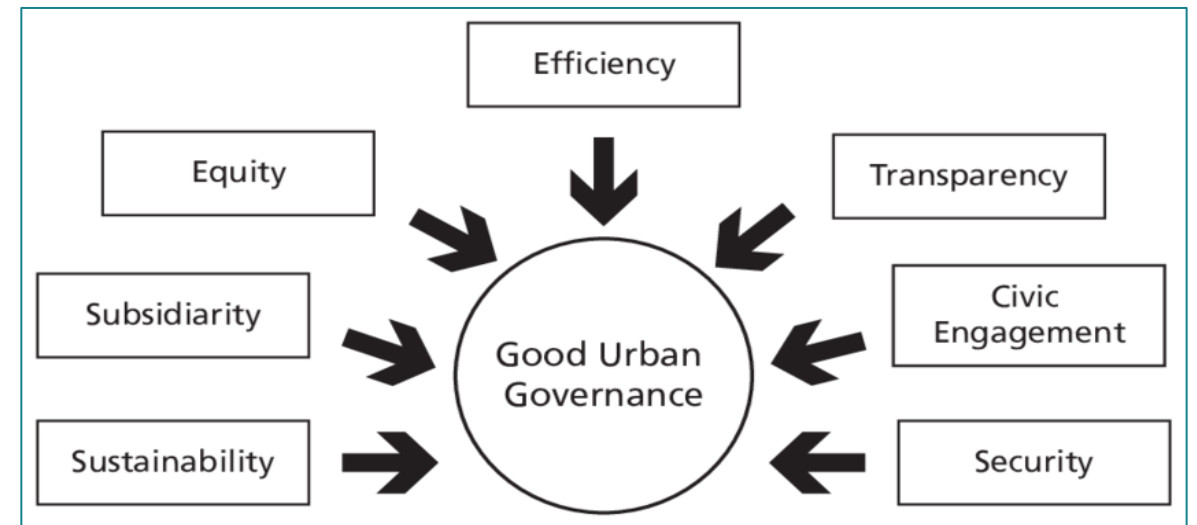 Efficiency
Equity
Transparency
Subsidiarity
Civic
Engagement
Good Urban
Governance
Sustainability
Security